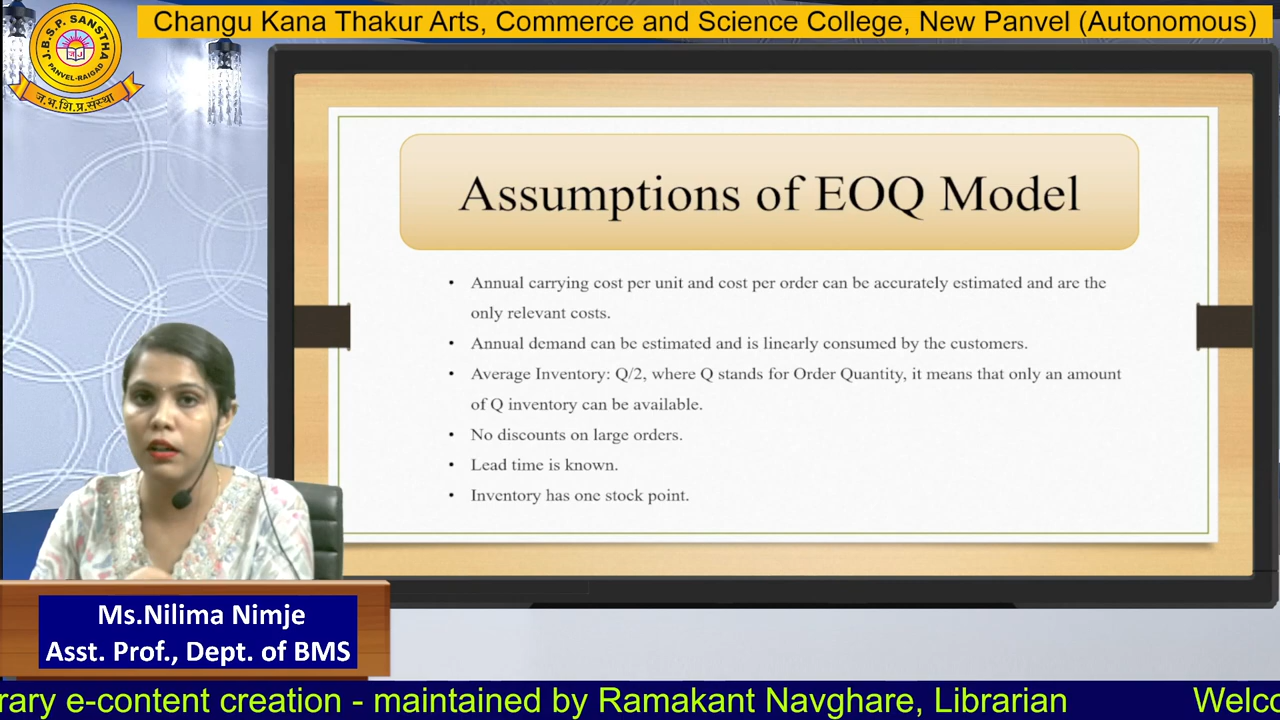 Changu Kana Thakur Arts, Commerce and Science College, New Panvel (Autonomous)
J.B.S.P. SANSTHA
PANVEL-RAIGAD
ज.भ.शि.प्र.संस्था
Assumptions of EOQ Model
• Annual carrying cost per unit and cost per order can be accurately estimated and are the
only relevant costs.
• Annual demand can be estimated and is linearly consumed by the customers.
• Average Inventory: Q/2, where Q stands for Order Quantity, it means that only an amount
of Q inventory can be available.
• No discounts on large orders.
• Lead time is known.
• Inventory has one stock point.
Ms.Nilima Nimje
Asst. Prof., Dept. of BMS
rary e-content creation - maintained by Ramakant Navghare, Librarian Welco